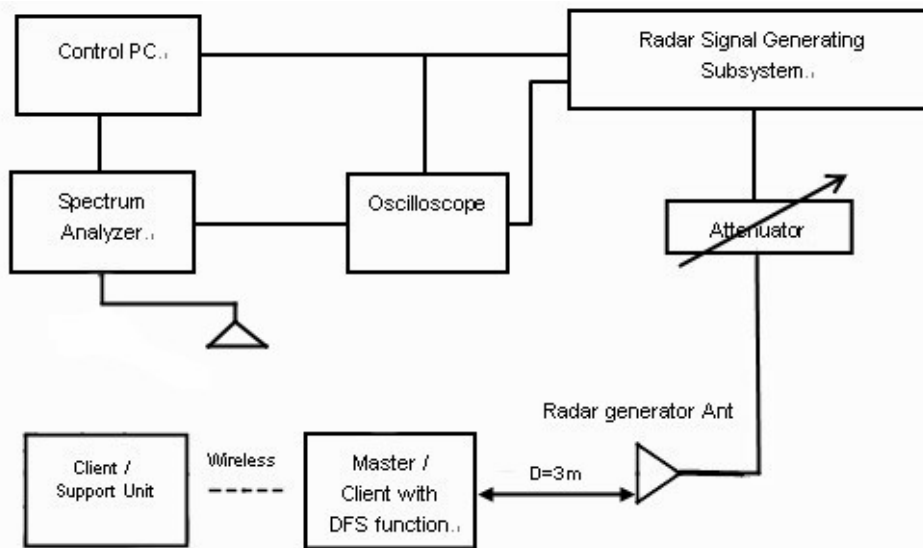 Control PC.
Radar Signal Generating
Subsystem.
Spectrum
Analyzer.
Oscilloscope
Attenuator
Radar generator Ant
Client /
Support Unit
Wireless
Master /
Client with
DFS function.
D=3m